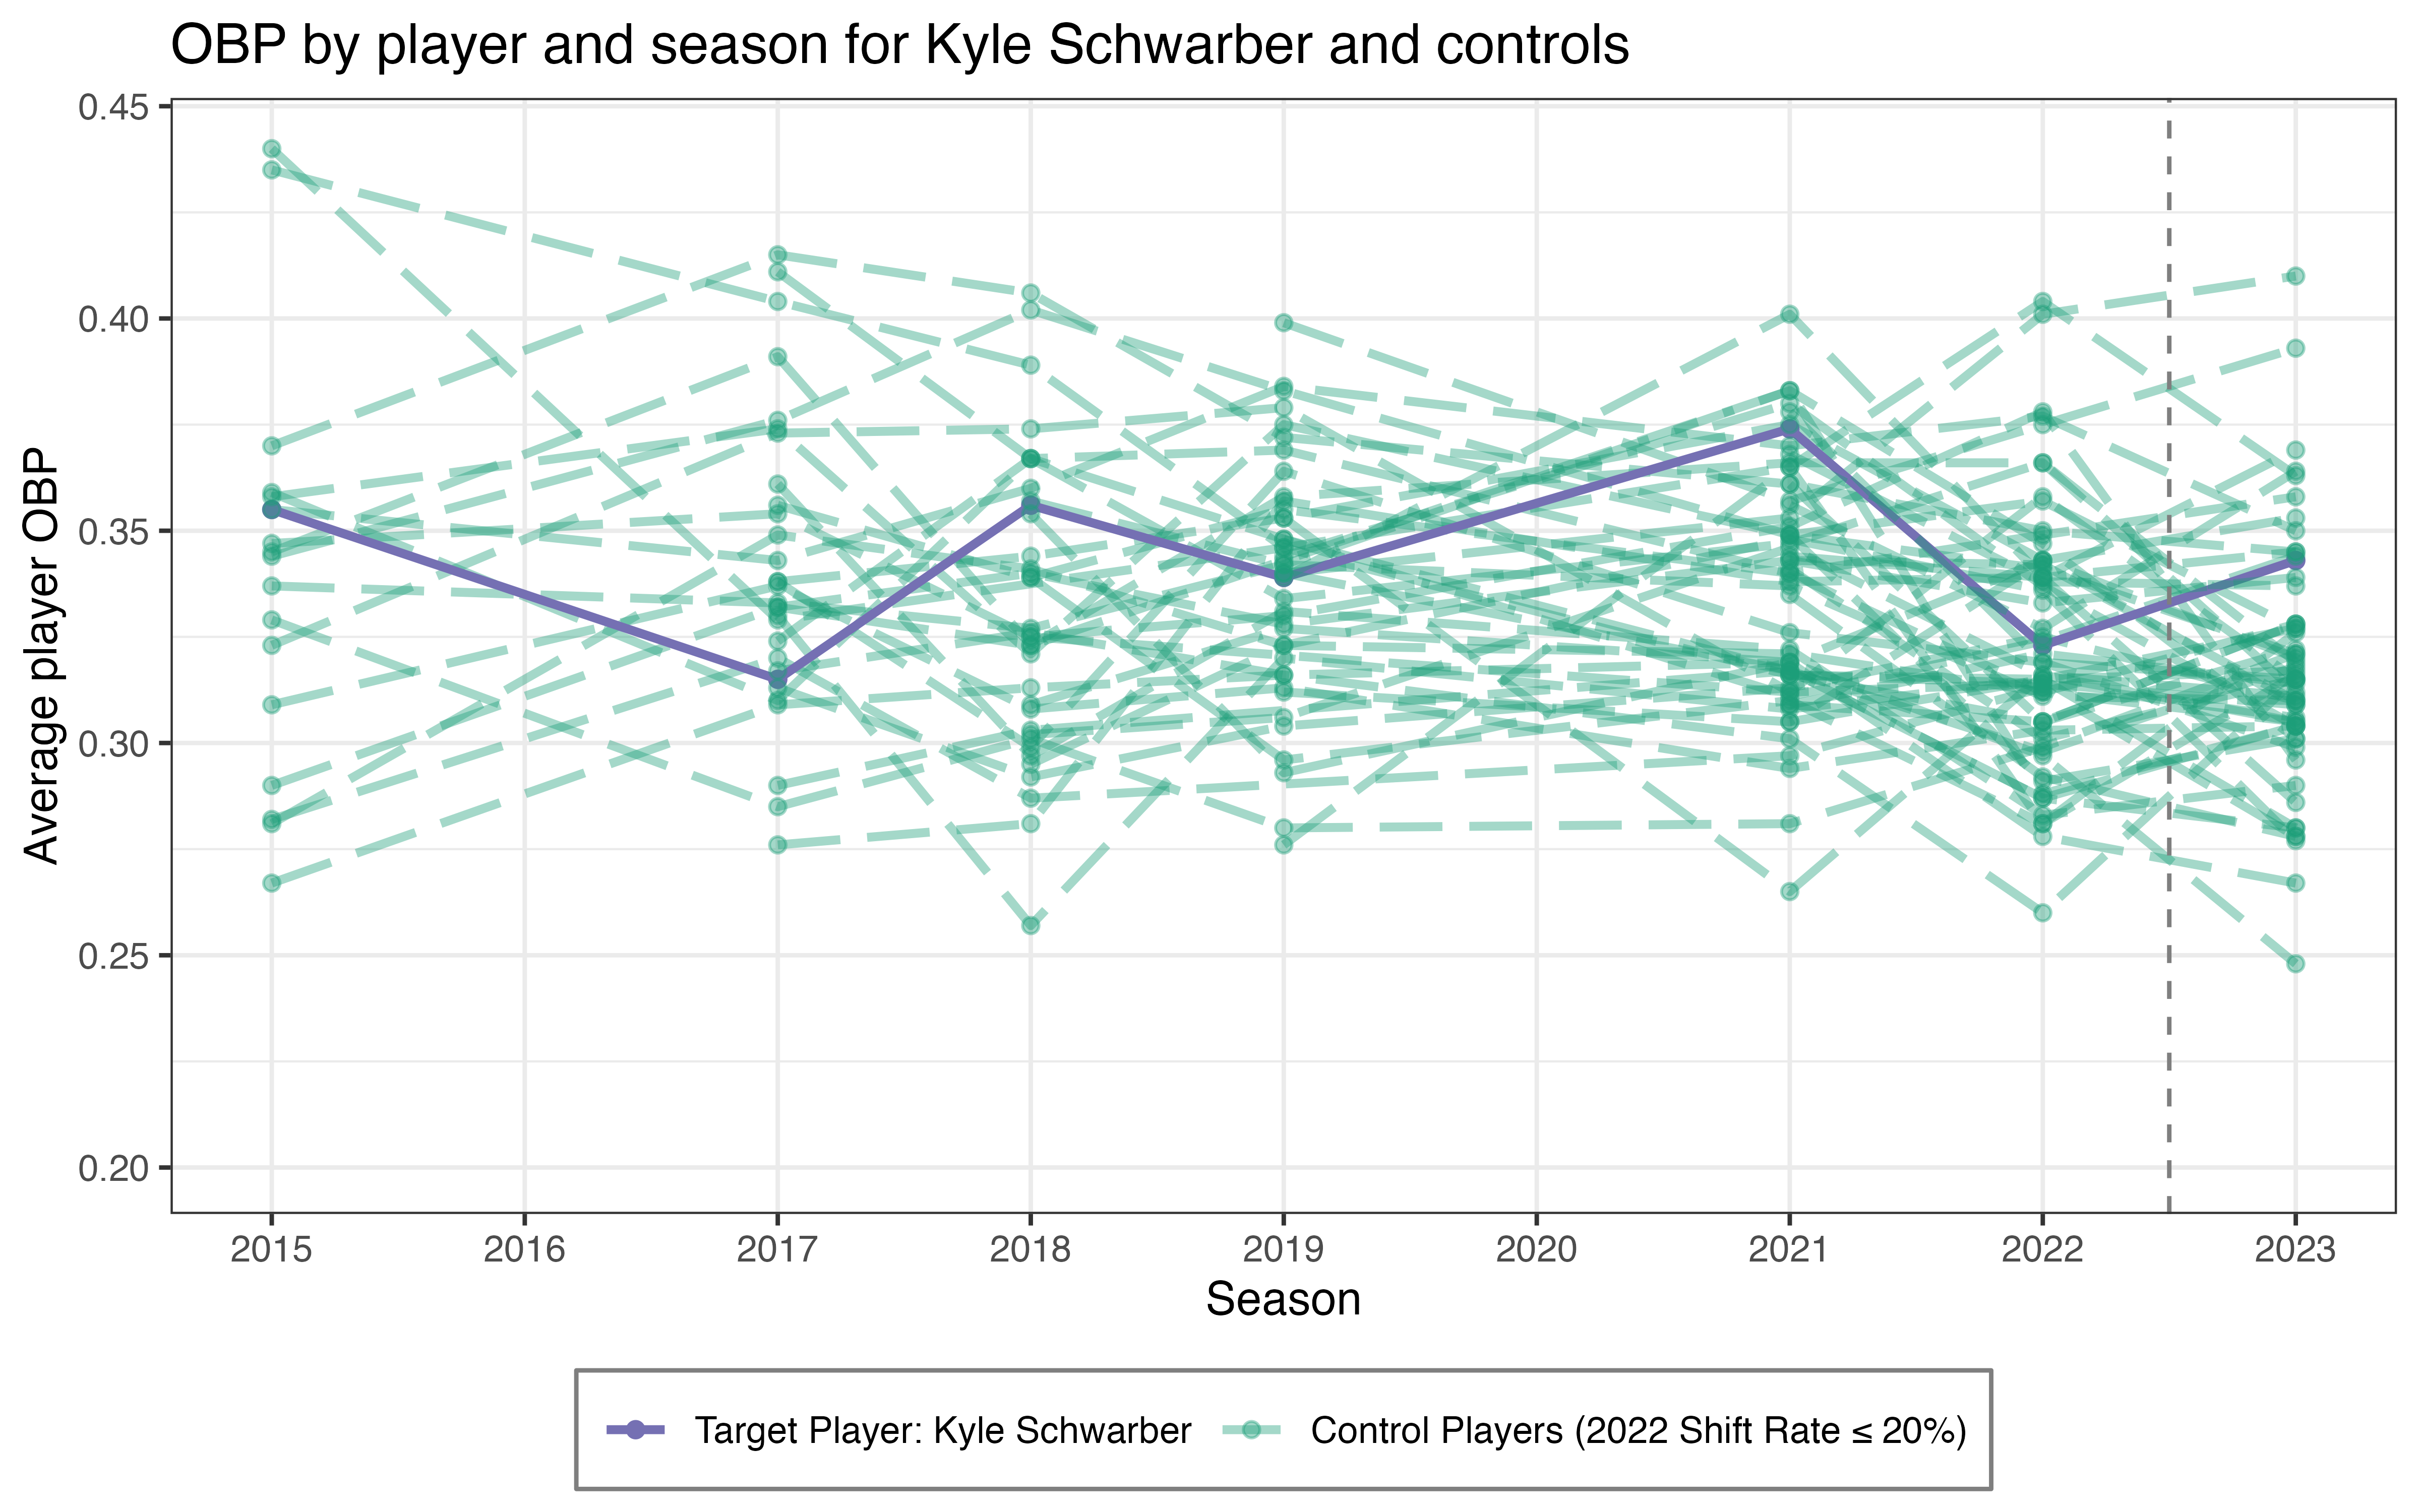 OBP by player and season for Kyle Schwarber and controls
Average player OBP
0.45
0.40
0.35
0.30
0.25
0.20
2015 2016 2017 2018 2019 2020 2021 2022 2023
Season
Target Player: Kyle Schwarber Control Players (2022 Shift Rate ≤ 20%)